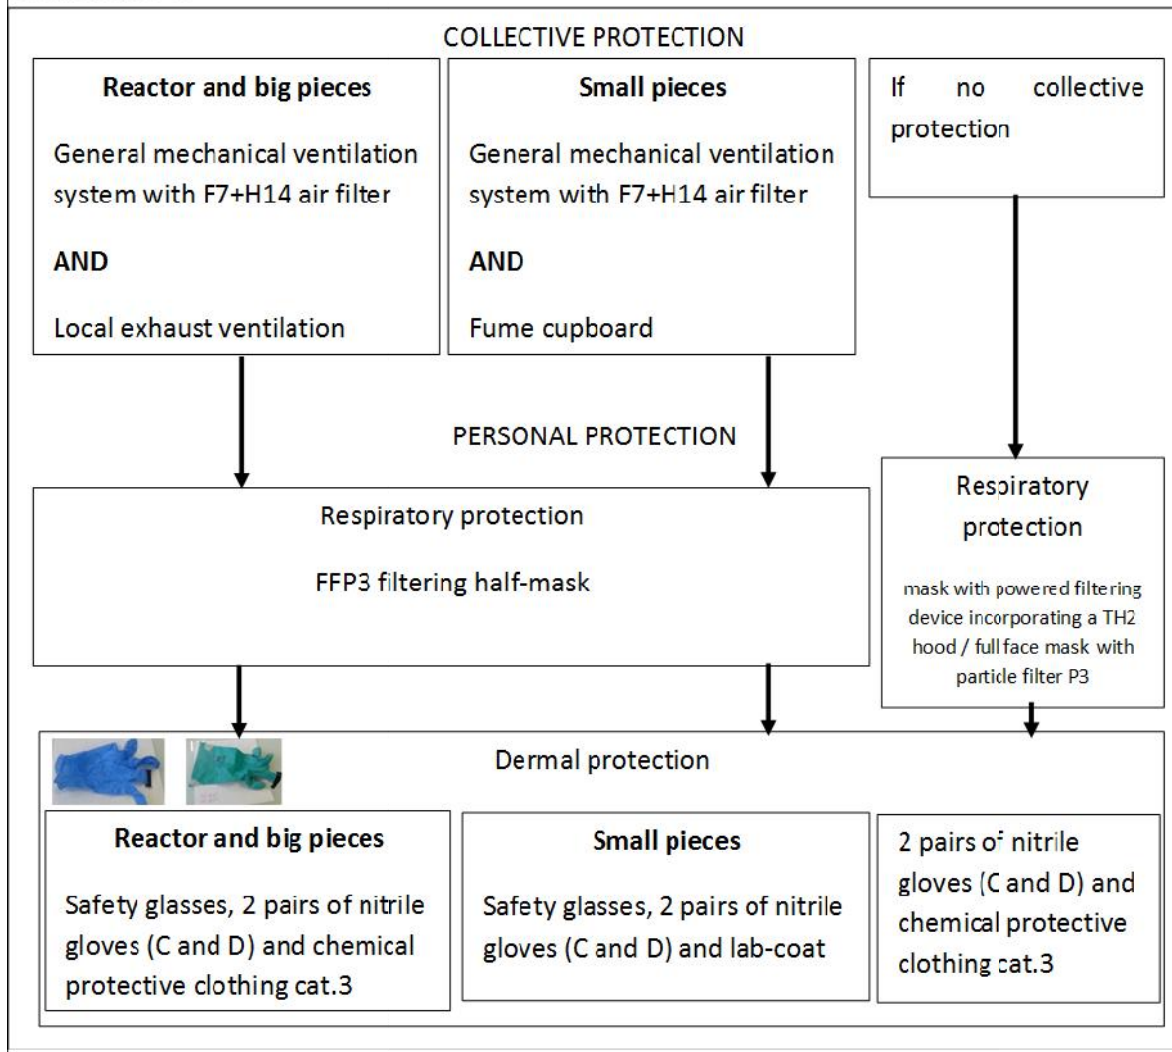 COLLECTIVE PROTECTION
Reactor and big pieces
General mechanical ventilation
system with F7+H14 air filter
AND
Local exhaust ventilation
Small pieces
General mechanical ventilation
system with F7+H14 air filter
AND
Fume cupboard
If no collective
protection
PERSONAL PROTECTION
Respiratory protection
FFP3 filtering half-mask
Respiratory
protection
mask with powered filtering
device incorporating a TH2
hood / full face mask with
particle filter P3
Dermal protection
Reactor and big pieces
Safety glasses, 2 pairs of nitrile
gloves (C and D) and chemical
protective clothing cat.3
Small pieces
Safety glasses, 2 pairs of nitrile
gloves (C and D) and lab-coat
2 pairs of nitrile
gloves (C and D) and
chemical protective
clothing cat.3